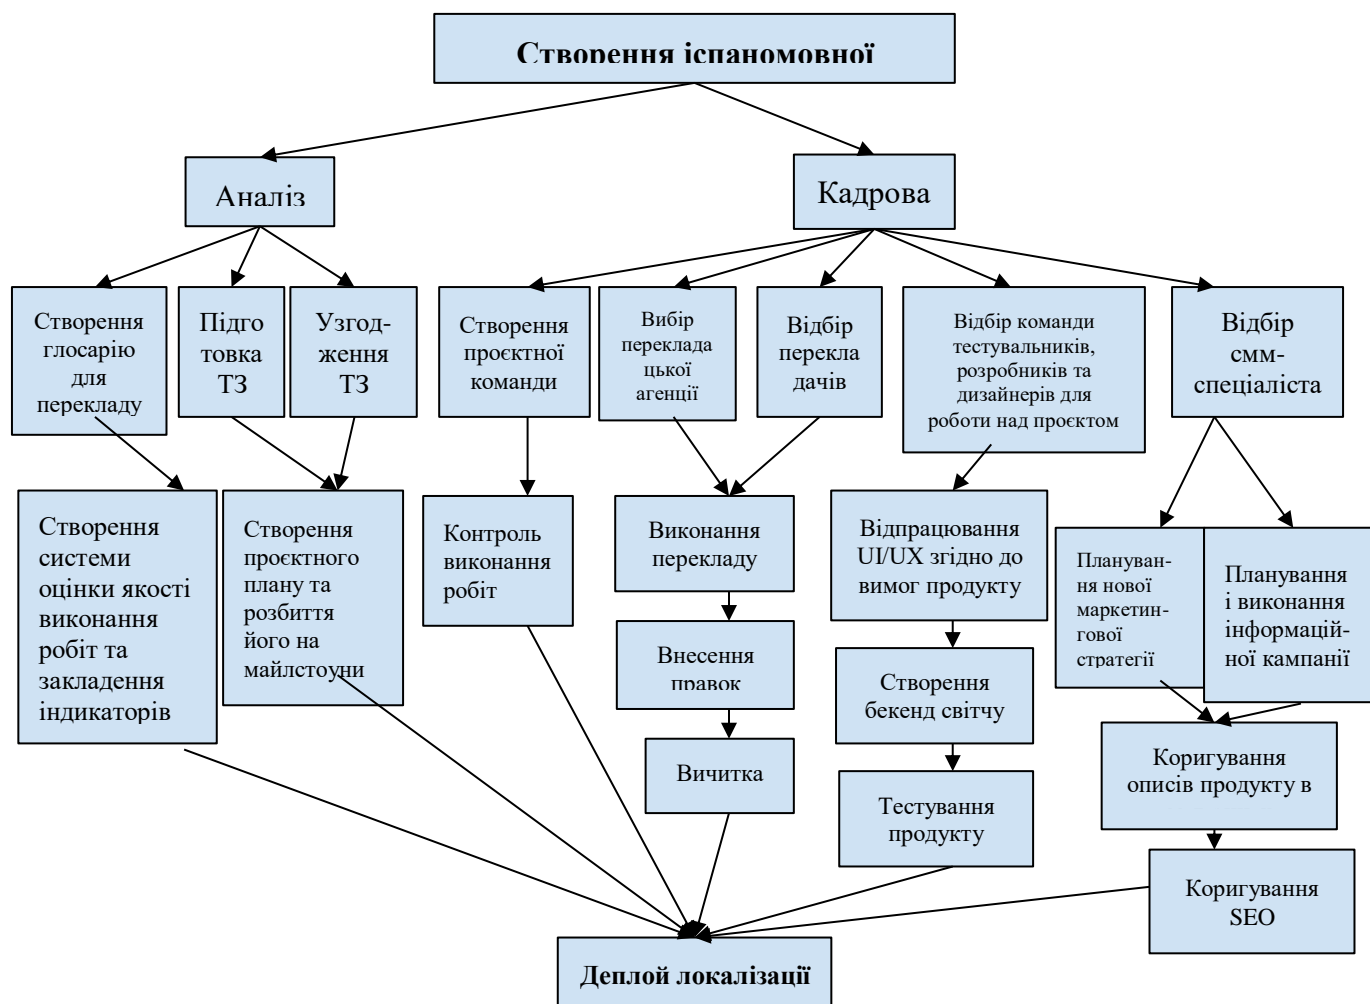 Створення іспаномовної
Аналіз
Кадрова
Створення
глосарію
для
перекладу
Підго
товка
ТЗ
Узгод-
ження
ТЗ
Створення
проєктної
команди
Вибір
переклада
цької
агенції
Відбір
перекла
дачів
Відбір команди
тестувальників,
розробників та
дизайнерів для
роботи над проєктом
Відбір
смм-
спеціаліста
Створення
системи
оцінки якості
виконання
робіт та
закладення
індикаторів
Створення
проєктного
плану та
розбиття
його на
майлстоуни
Контроль
виконання
робіт
Виконання
перекладу
Відпрацювання
UI/UX згідно до
вимог продукту
Плануван-
ня нової
маркетин-
гової
стратегії
Планування
і виконання
інформацій-
ної кампанії
Внесення
правок
Створення
бекенд світчу
Вичитка
Тестування
продукту
Коригування
описів продукту в
Коригування
SEO
Деплой локалізації